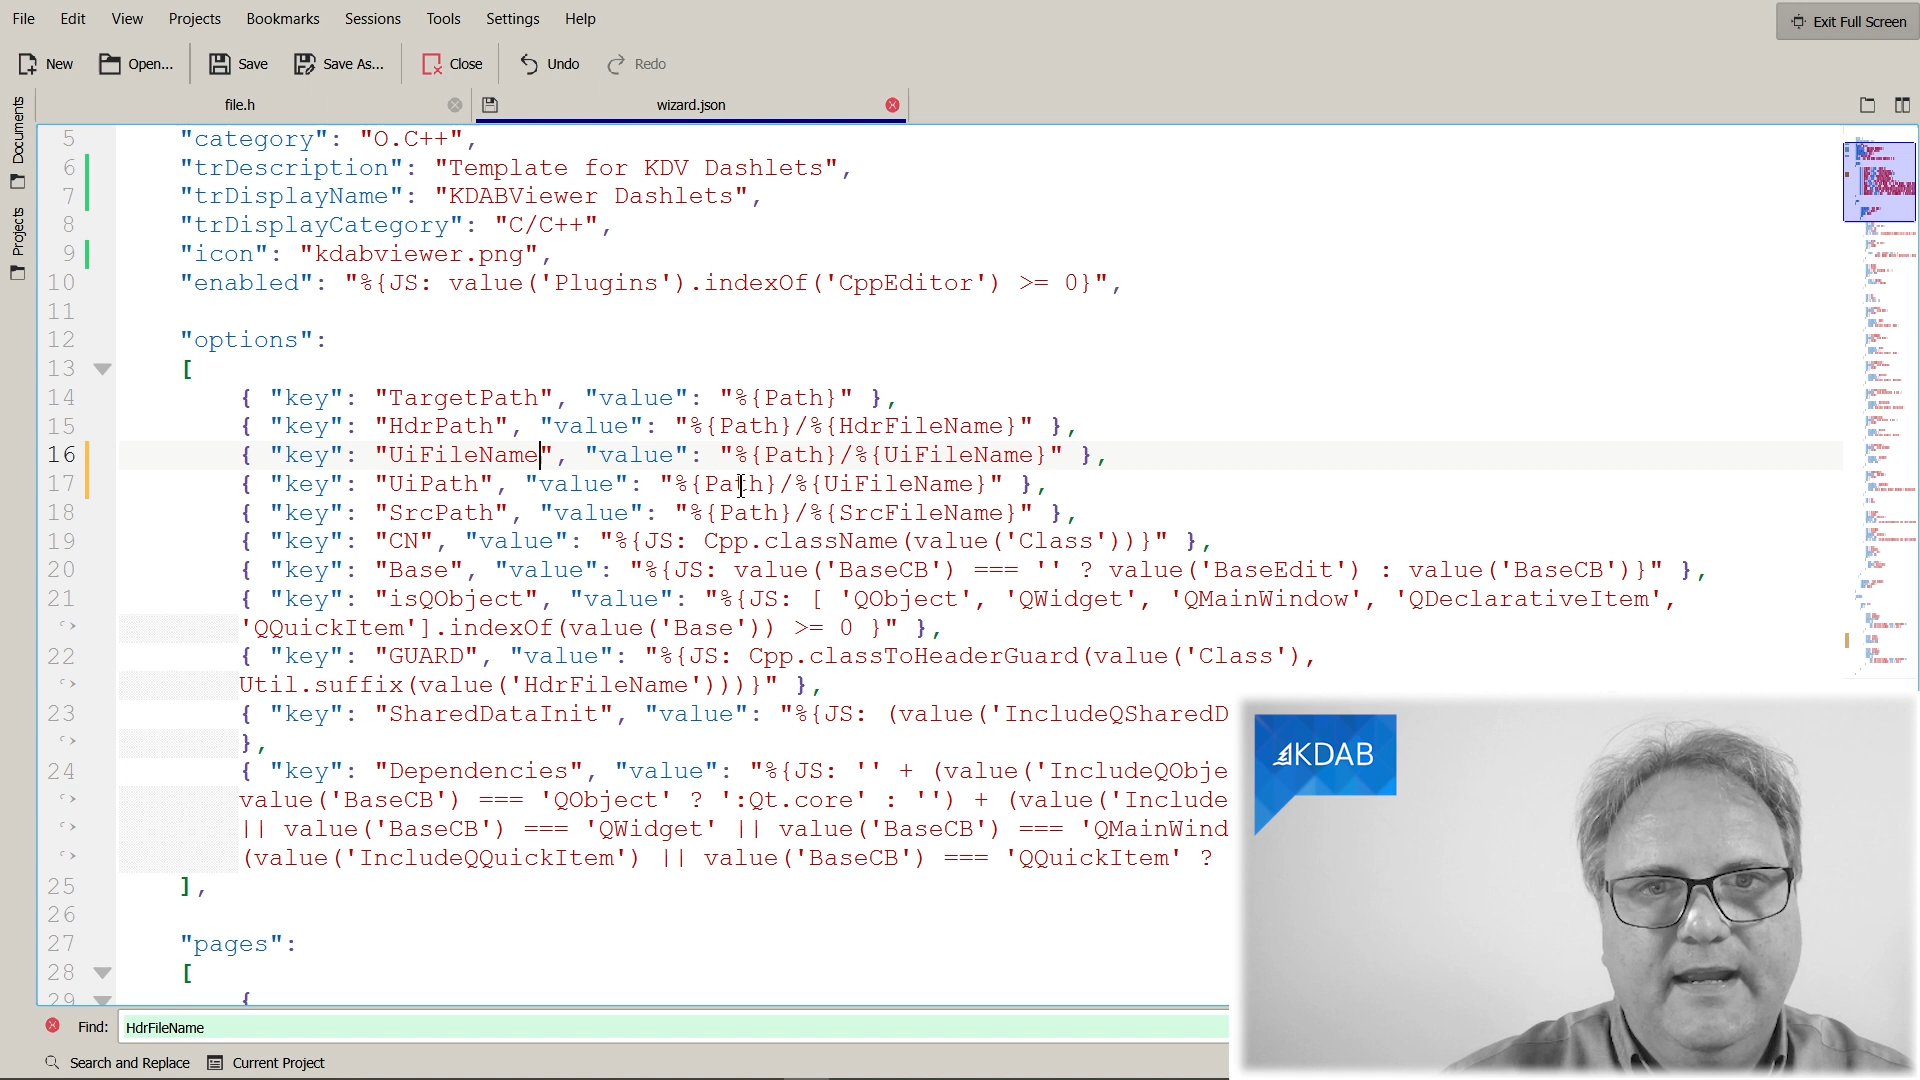 File Edit View Projects Bookmarks Sessions Tools Settings Help
Exit Full Screen
New Open... Save Save As... Close Undo Redo
Documents
Projects
file.h
wizard.json
5 "category": "O.C++",
6 "trDescription": "Template for KDV Dashlets",
7 "trDisplayName": "KDABViewer Dashlets",
8 "trDisplayCategory": "C/C++",
9 "icon": "kdabviewer.png",
10 "enabled": "%{JS: value('Plugins').indexOf('CppEditor') >= 0}",
11
12 "options":
13 [
14 { "key": "TargetPath", "value": "%{Path}" },
15 { "key": "HdrPath", "value": "%{Path}/%{HdrFileName}" },
16 { "key": "UiFileName", "value": "%{Path}/%{UiFileName}" },
17 { "key": "UiPath", "value": "%{Path}/%{UiFileName}" },
18 { "key": "SrcPath", "value": "%{Path}/%{SrcFileName}" },
19 { "key": "CN", "value": "%{JS: Cpp.className(value('Class'))}" },
20 { "key": "Base", "value": "%{JS: value('BaseCB') === '' ? value('BaseEdit') : value('BaseCB')}" },
21 { "key": "isQObject", "value": "%{JS: [ 'QObject', 'QWidget', 'QMainWindow', 'QDeclarativeItem',
'QQuickItem'].indexOf(value('Base')) >= 0 }" },
22 { "key": "GUARD", "value": "%{JS: Cpp.classToHeaderGuard(value('Class'),
Util.suffix(value('HdrFileName')))}" },
23 { "key": "SharedDataInit", "value": "%{JS: (value('IncludeQSharedD
},
24 { "key": "Dependencies", "value": "%{JS: '' + (value('IncludeQObje
value('BaseCB') === 'QObject' ? ':Qt.core' : '') + (value('Include
|| value('BaseCB') === 'QWidget' || value('BaseCB') === 'QMainWind
(value('IncludeQQuickItem') || value('BaseCB') === 'QQuickItem' ?
25 ],
26
27 "pages":
28 [
29 {
KDAB
Find: HdrFileName
Search and Replace Current Project